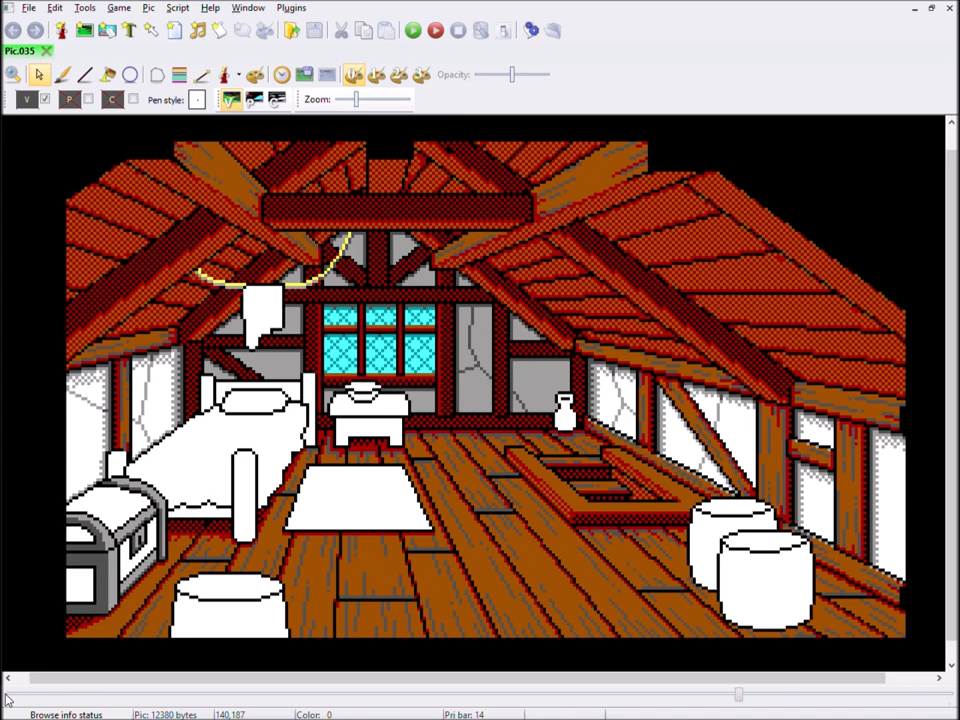 File Edit Tools Game Pic Script Help Window Plygins
Pic.035
Opacity:
V P C Pen style: V P C Zoom:
Browse info status Pic: 12380 bytes 140,187 Color: 0 Pri bar: 14